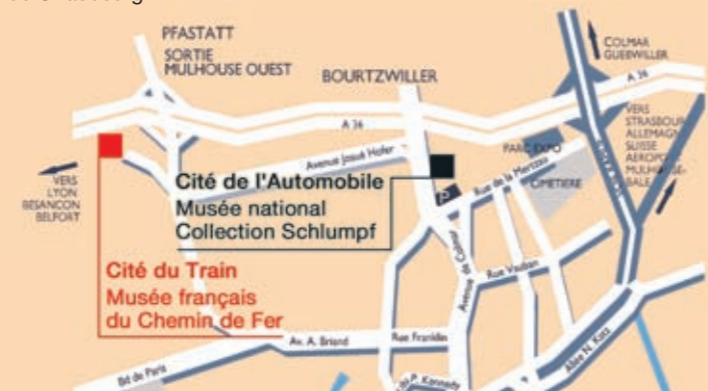 PFASTATT
SORTIE
MULHOUSE OUEST
BOURTZWILLER
COLMAR
GUEBWILLER
A 36
A 36
VERS
STRASBOURG
ALLEMAGNE
SUISSE
AEROPORT
MULHOUSE-
BALE
PARC EXPO
Avenue Josué Hofer
VERS
LYON
BESANCON
BELFORT
Cité de l'Automobile
Musée national
Collection Schlumpf
P
Rue de la Mertzau
CIMETIERE
Avenue de Colmar
Rue Vauban
Cité du Train
Musée français
du Chemin de Fer
Av. A. Briand
Rue Franklin
Bd de Paris
P. Kennedy
Allée N. Katz